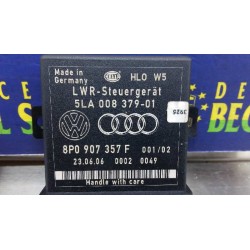 Made in
Germany
HELLA
HLO W5
LWR-Steuergerät
5LA 008 379-01
8P0 907 357 F 001/02
23.06.06 0002 0049
Handle with care